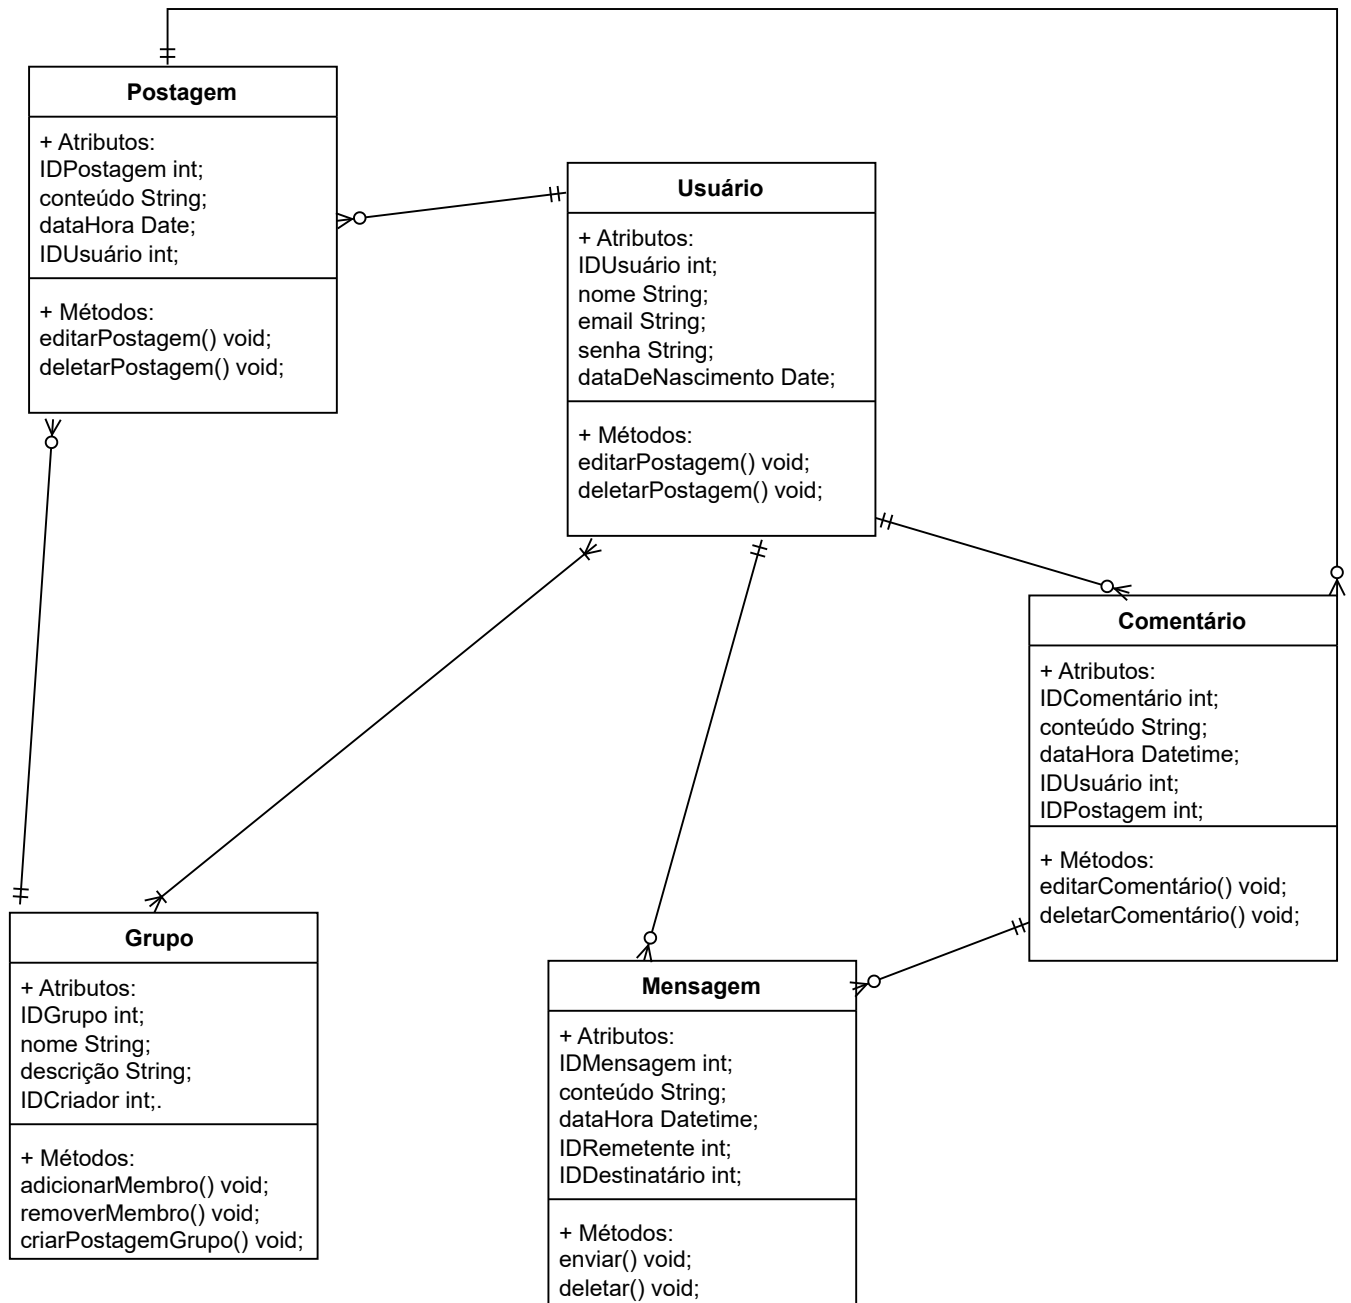 Postagem
+ Atributos:
IDPostagem int;
conteúdo String;
dataHora Date;
IDUsuário int;
+ Métodos:
editarPostagem() void;
deletarPostagem() void;
Usuário
+ Atributos:
IDUsuário int;
nome String;
email String;
senha String;
dataDeNascimento Date;
+ Métodos:
editarPostagem() void;
deletarPostagem() void;
Comentário
+ Atributos:
IDComentário int;
conteúdo String;
dataHora Datetime;
IDUsuário int;
IDPostagem int;
+ Métodos:
editarComentário() void;
deletarComentário() void;
Grupo
+ Atributos:
IDGrupo int;
nome String;
descrição String;
IDCriador int;.
+ Métodos:
adicionarMembro() void;
removerMembro() void;
criarPostagemGrupo() void;
Mensagem
+ Atributos:
IDMensagem int;
conteúdo String;
dataHora Datetime;
IDRemetente int;
IDDestinatário int;
+ Métodos:
enviar() void;
deletar() void;